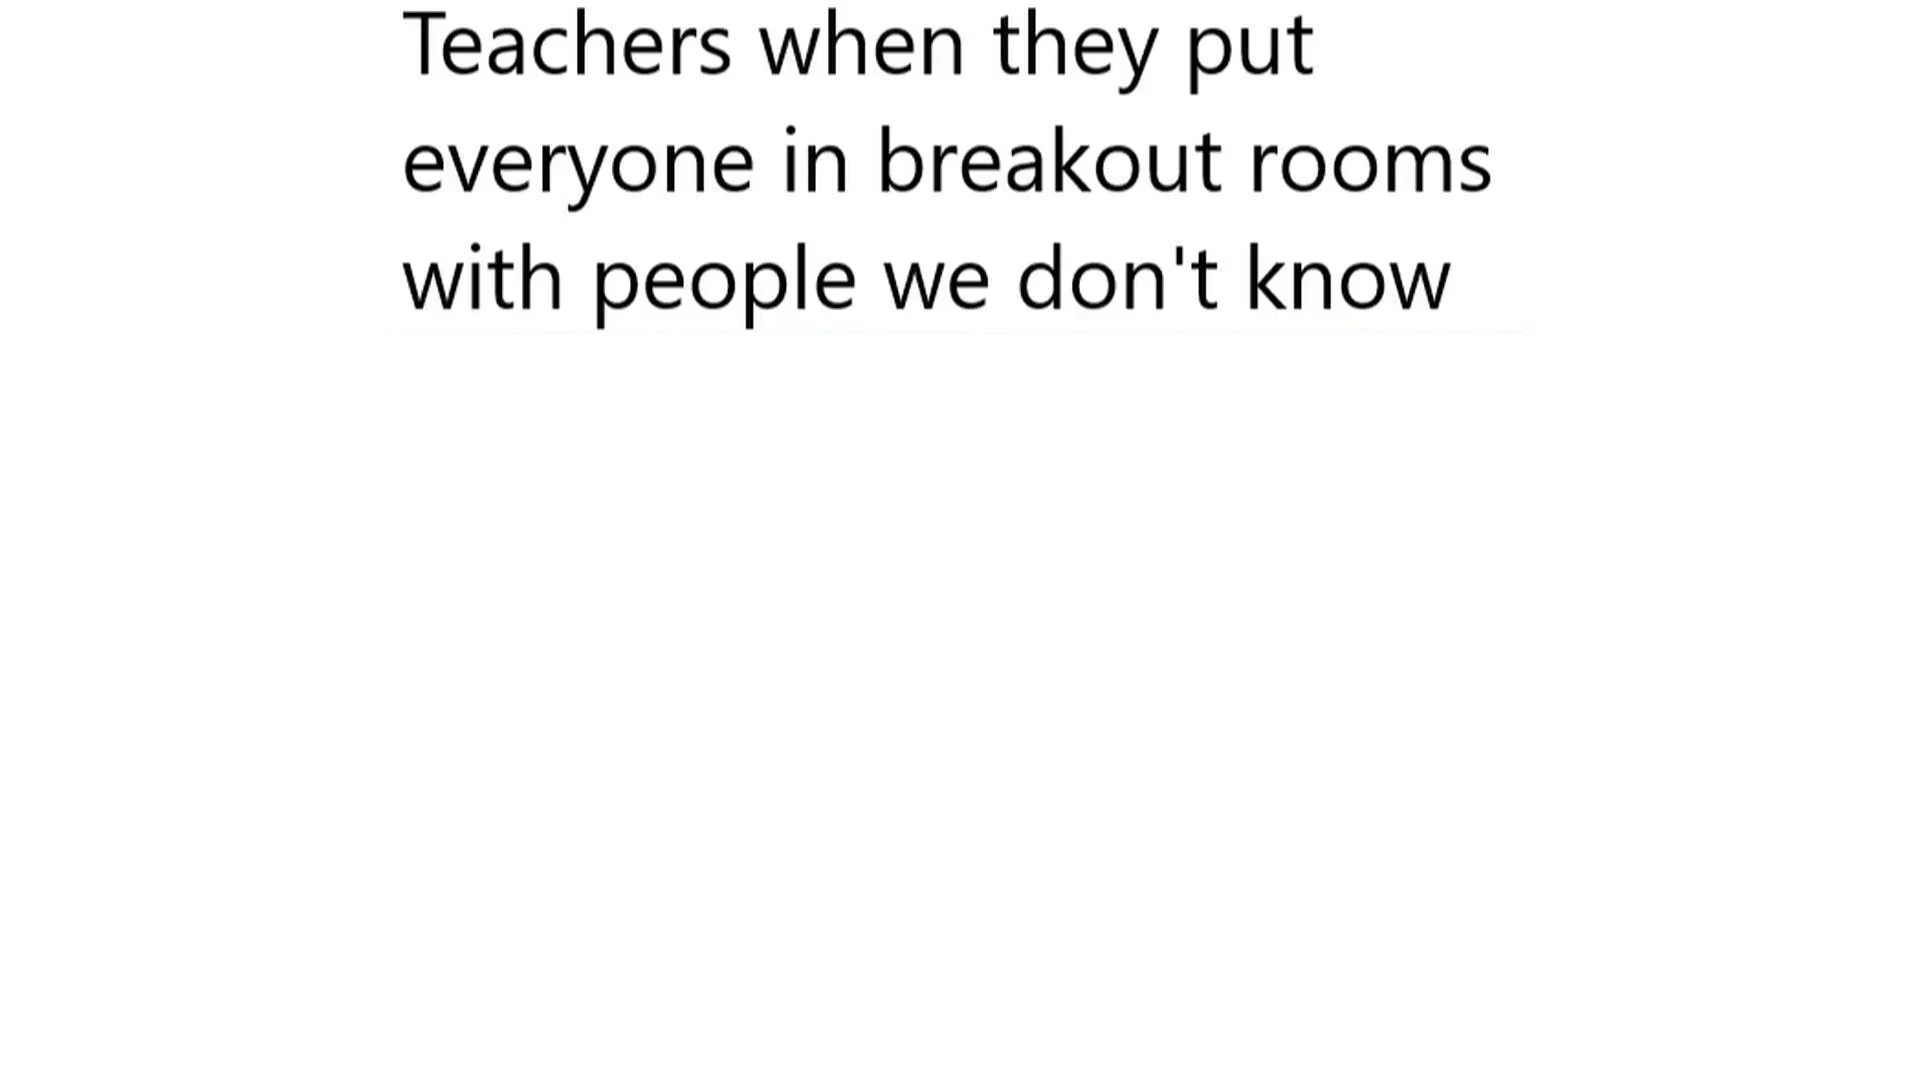 Teachers when they put
everyone in breakout rooms
with people we don't know